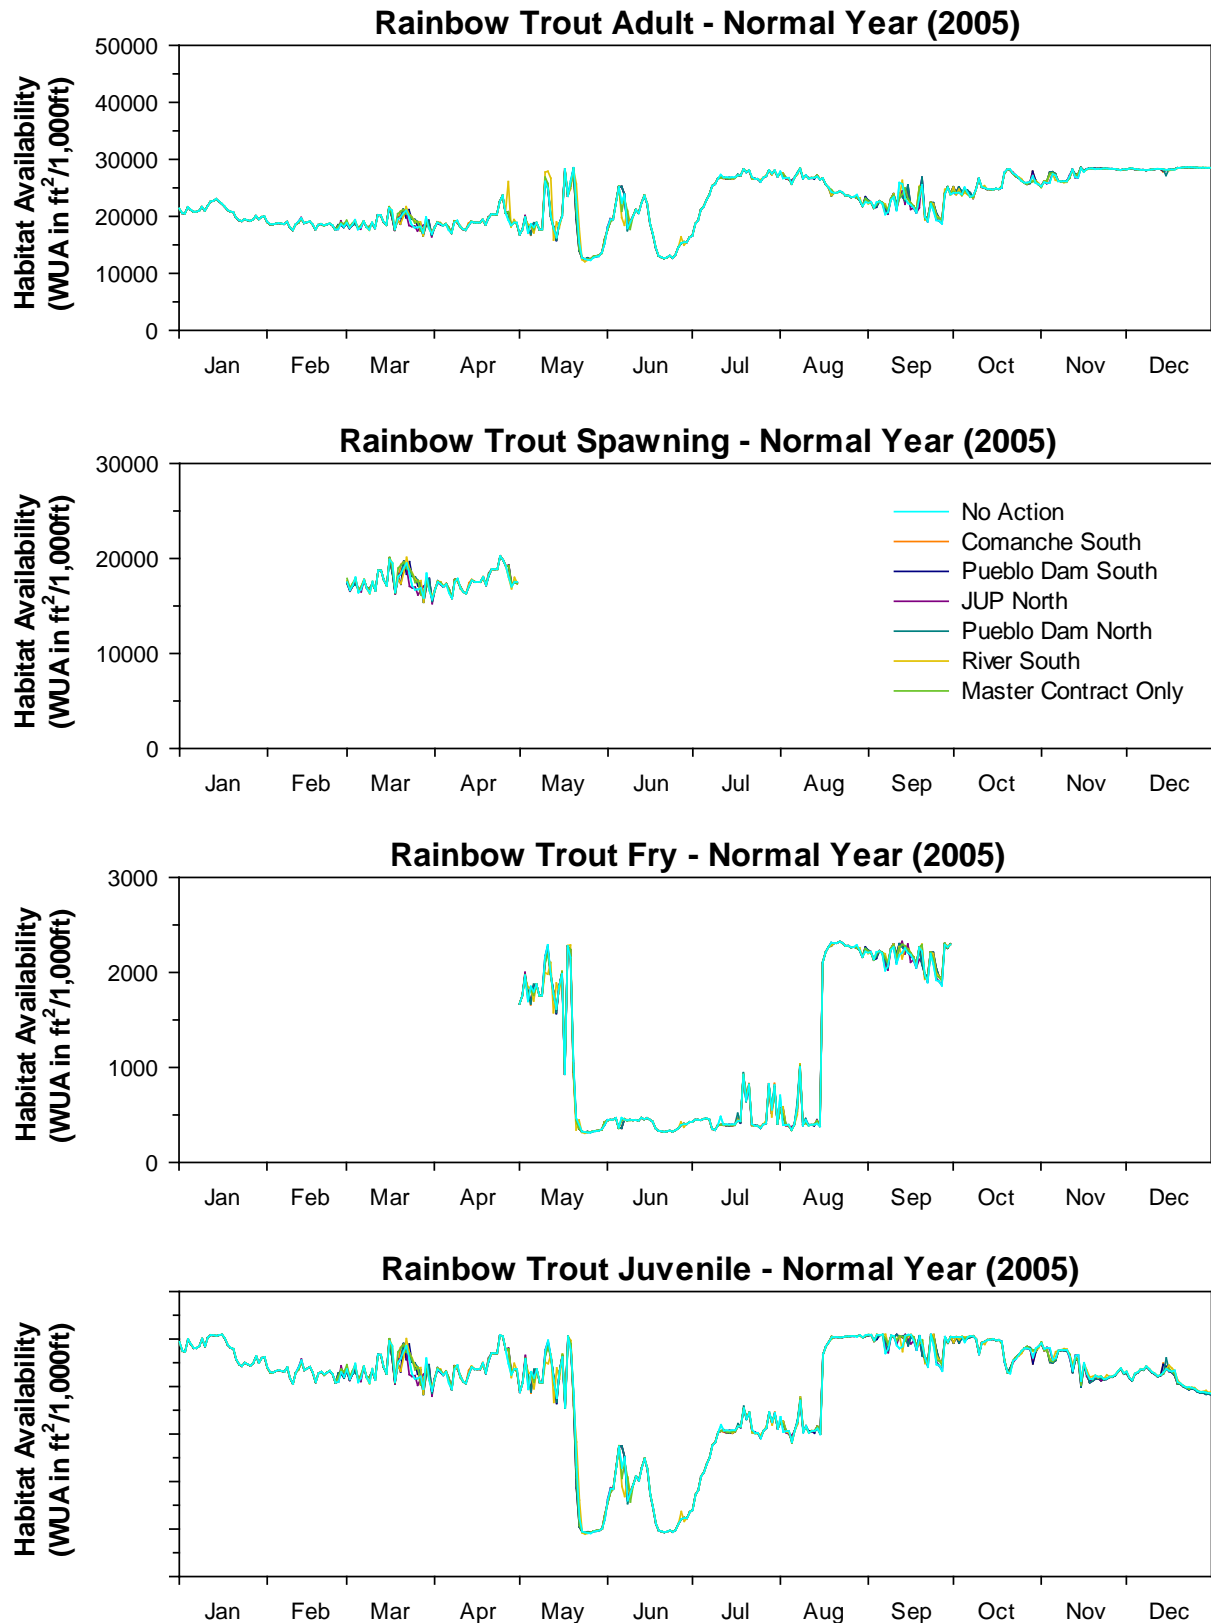 Rainbow Trout Adult - Normal Year (2005)
Habitat Availability
(WUA in ft²/1,000ft)
50000
40000
30000
20000
10000
0
Jan Feb Mar Apr May Jun Jul Aug Sep Oct Nov Dec
Rainbow Trout Spawning - Normal Year (2005)
Habitat Availability
(WUA in ft²/1,000ft)
30000
20000
10000
0
No Action
Comanche South
Pueblo Dam South
JUP North
Pueblo Dam North
River South
Master Contract Only
Jan Feb Mar Apr May Jun Jul Aug Sep Oct Nov Dec
Rainbow Trout Fry - Normal Year (2005)
Habitat Availability
(WUA in ft²/1,000ft)
3000
2000
1000
0
Jan Feb Mar Apr May Jun Jul Aug Sep Oct Nov Dec
Rainbow Trout Juvenile - Normal Year (2005)
Habitat Availability
(WUA in ft²/1,000ft)
Jan Feb Mar Apr May Jun Jul Aug Sep Oct Nov Dec